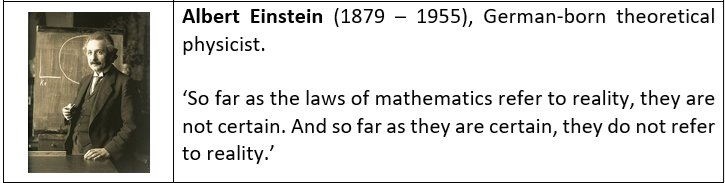 Albert Einstein (1879 – 1955), German-born theoretical
physicist.
‘So far as the laws of mathematics refer to reality, they are
not certain. And so far as they are certain, they do not refer
to reality.’